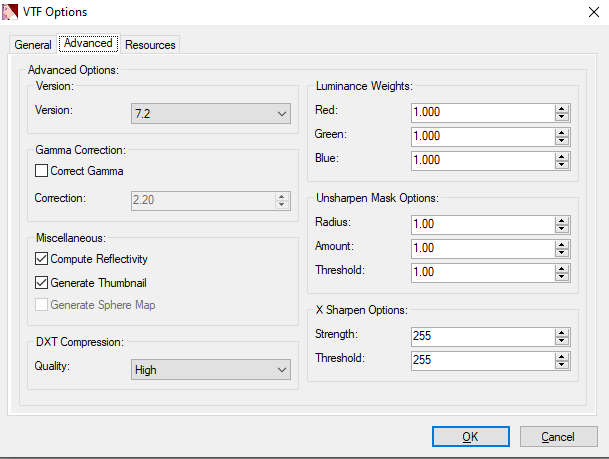 VTF Options
General Advanced Resources
Advanced Options:
Version:
Version: 7.2
Gamma Correction:
Correct Gamma
Correction: 2.20
Miscellaneous:
Compute Reflectivity
Generate Thumbnail
Generate Sphere Map
DXT Compression:
Quality: High
Luminance Weights:
Red: 1.000
Green: 1.000
Blue: 1.000
Unsharpen Mask Options:
Radius: 1.00
Amount: 1.00
Threshold: 1.00
X Sharpen Options:
Strength: 255
Threshold: 255
OK Cancel